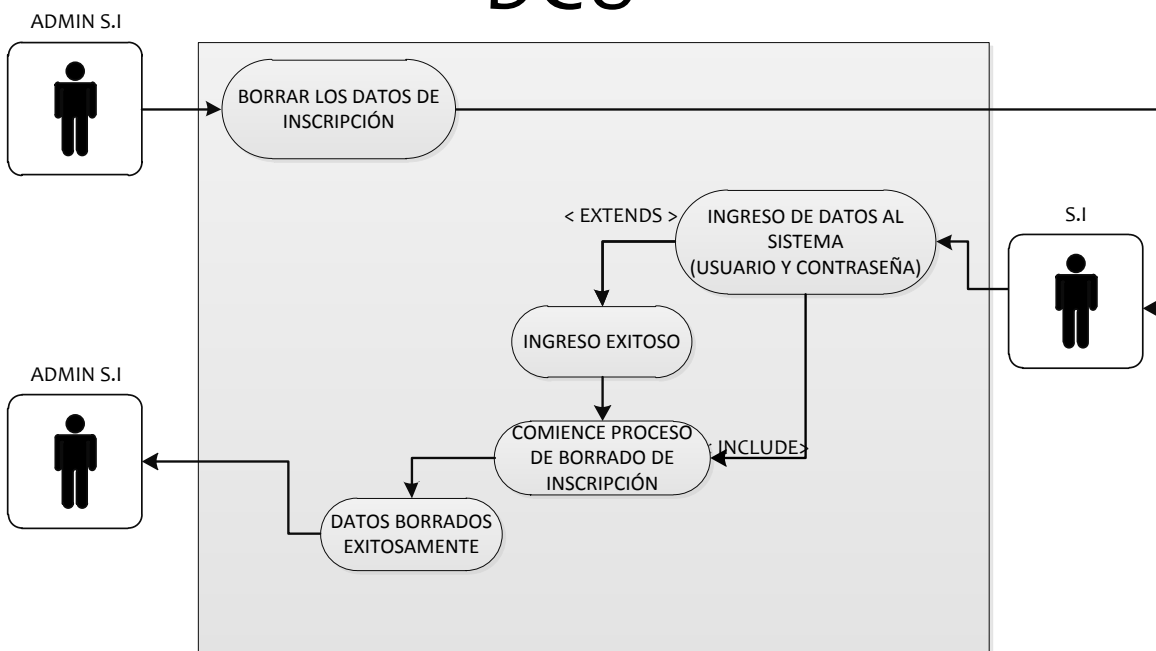 DCU
ADMIN S.I
BORRAR LOS DATOS DE
INSCRIPCIÓN
< EXTENDS >
INGRESO DE DATOS AL
SISTEMA
(USUARIO Y CONTRASEÑA)
S.I
INGRESO EXITOSO
ADMIN S.I
COMIENCE PROCESO
DE BORRADO DE
INSCRIPCIÓN
< INCLUDE>
DATOS BORRADOS
EXITOSAMENTE